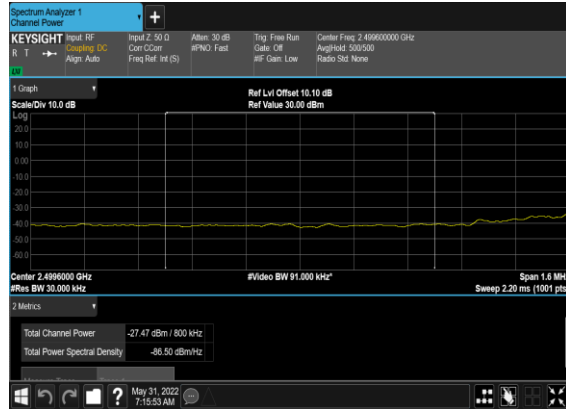 Spectrum Analyzer 1
Channel Power
+
KEYSIGHT Input: RF Input Z: 50 Ω Atten: 30 dB Trig: Free Run Center Freq: 2.499600000 GHz
R T Coupling: DC Corr CCorr #PNO: Fast Gate: Off Avg|Hold: 500/500
Align: Auto Freq Ref: Int (S) #IF Gain: Low Radio Std: None
1 Graph Ref Lvl Offset 10.10 dB
Scale/Div 10.0 dB Ref Value 30.00 dBm
Log
20.0
10.0
0.00
-10.0
-20.0
-30.0
-40.0
-50.0
-60.0
Center 2.4996000 GHz #Video BW 91.000 kHz* Span 1.6 MH
#Res BW 30.000 kHz Sweep 2.20 ms (1001 pts
2 Metrics
Total Channel Power -27.47 dBm / 800 kHz
Total Power Spectral Density -86.50 dBm/Hz
? May 31, 2022
7:15:53 AM